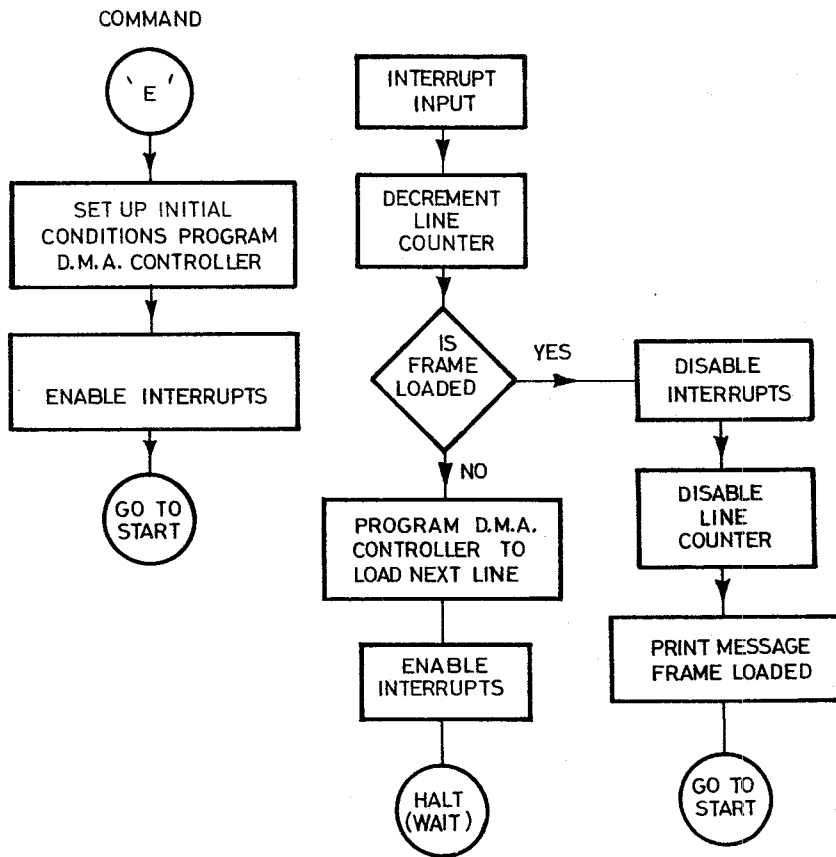 COMMAND
'E'
SET UP INITIAL
CONDITIONS PROGRAM
D.M.A. CONTROLLER
ENABLE INTERRUPTS
GO TO
START
INTERRUPT
INPUT
DECREMENT
LINE
COUNTER
IS
FRAME
LOADED
YES
NO
PROGRAM D.M.A.
CONTROLLER TO
LOAD NEXT LINE
ENABLE
INTERRUPTS
HALT
(WAIT)
DISABLE
INTERRUPTS
DISABLE
LINE
COUNTER
PRINT MESSAGE
FRAME LOADED
GO TO
START